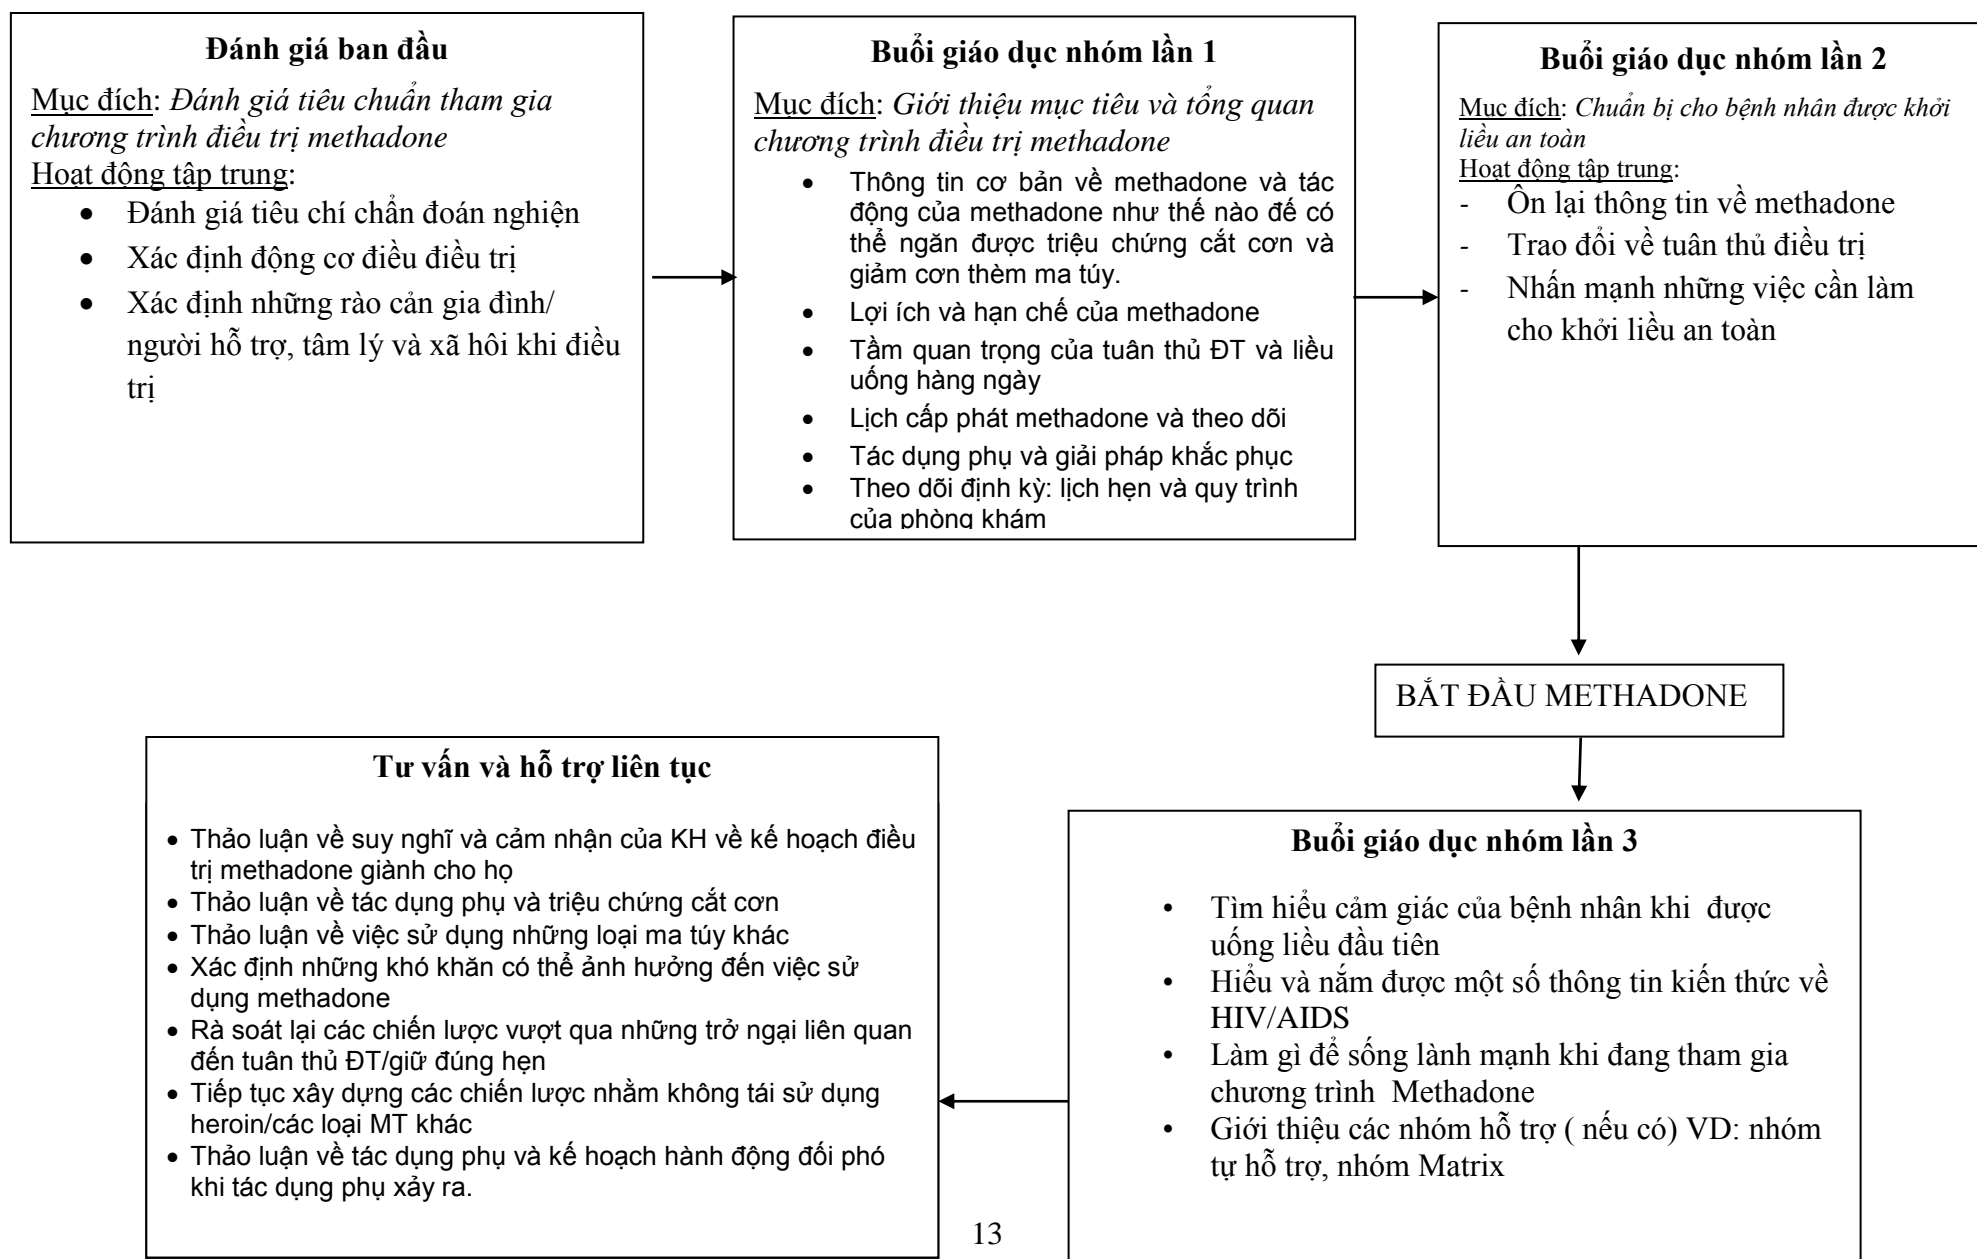 Đánh giá ban đầu
Mục đích: Đánh giá tiêu chuẩn tham gia
chương trình điều trị methadone
Hoạt động tập trung:
• Đánh giá tiêu chí chẩn đoán nghiện
• Xác định động cơ điều điều trị
• Xác định những rào cản gia đình/
người hỗ trợ, tâm lý và xã hôi khi điều
trị
Buổi giáo dục nhóm lần 1
Mục đích: Giới thiệu mục tiêu và tổng quan
chương trình điều trị methadone
• Thông tin cơ bản về methadone và tác
động của methadone như thế nào để có
thể ngăn được triệu chứng cắt cơn và
giảm cơn thèm ma túy.
• Lợi ích và hạn chế của methadone
• Tầm quan trọng của tuân thủ ĐT và liều
uống hàng ngày
• Lịch cấp phát methadone và theo dõi
• Tác dụng phụ và giải pháp khắc phục
• Theo dõi định kỳ: lịch hẹn và quy trình
của phòng khám
Buổi giáo dục nhóm lần 2
Mục đích: Chuẩn bị cho bệnh nhân được khởi
liều an toàn
Hoạt động tập trung:
- Ôn lại thông tin về methadone
- Trao đổi về tuân thủ điều trị
- Nhấn mạnh những việc cần làm
cho khởi liều an toàn
BẮT ĐẦU METHADONE
Buổi giáo dục nhóm lần 3
• Tìm hiểu cảm giác của bệnh nhân khi được
uống liều đầu tiên
• Hiểu và nắm được một số thông tin kiến thức về
HIV/AIDS
• Làm gì để sống lành mạnh khi đang tham gia
chương trình Methadone
• Giới thiệu các nhóm hỗ trợ ( nếu có) VD: nhóm
tự hỗ trợ, nhóm Matrix
Tư vấn và hỗ trợ liên tục
• Thảo luận về suy nghĩ và cảm nhận của KH về kế hoạch điều
trị methadone giành cho họ
• Thảo luận về tác dụng phụ và triệu chứng cắt cơn
• Thảo luận về việc sử dụng những loại ma túy khác
• Xác định những khó khăn có thể ảnh hưởng đến việc sử
dụng methadone
• Rà soát lại các chiến lược vượt qua những trở ngại liên quan
đến tuân thủ ĐT/giữ đúng hẹn
• Tiếp tục xây dựng các chiến lược nhằm không tái sử dụng
heroin/các loại MT khác
• Thảo luận về tác dụng phụ và kế hoạch hành động đối phó
khi tác dụng phụ xảy ra.
13